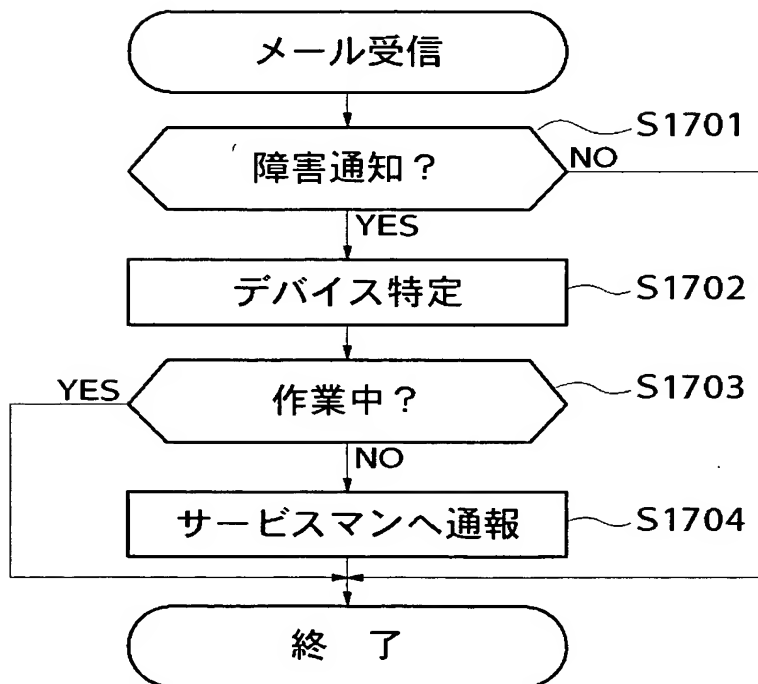 メール受信
S1701
障害通知？
NO
YES
デバイス特定
S1702
YES
作業中？
S1703
NO
サービスマンへ通報
S1704
終　了